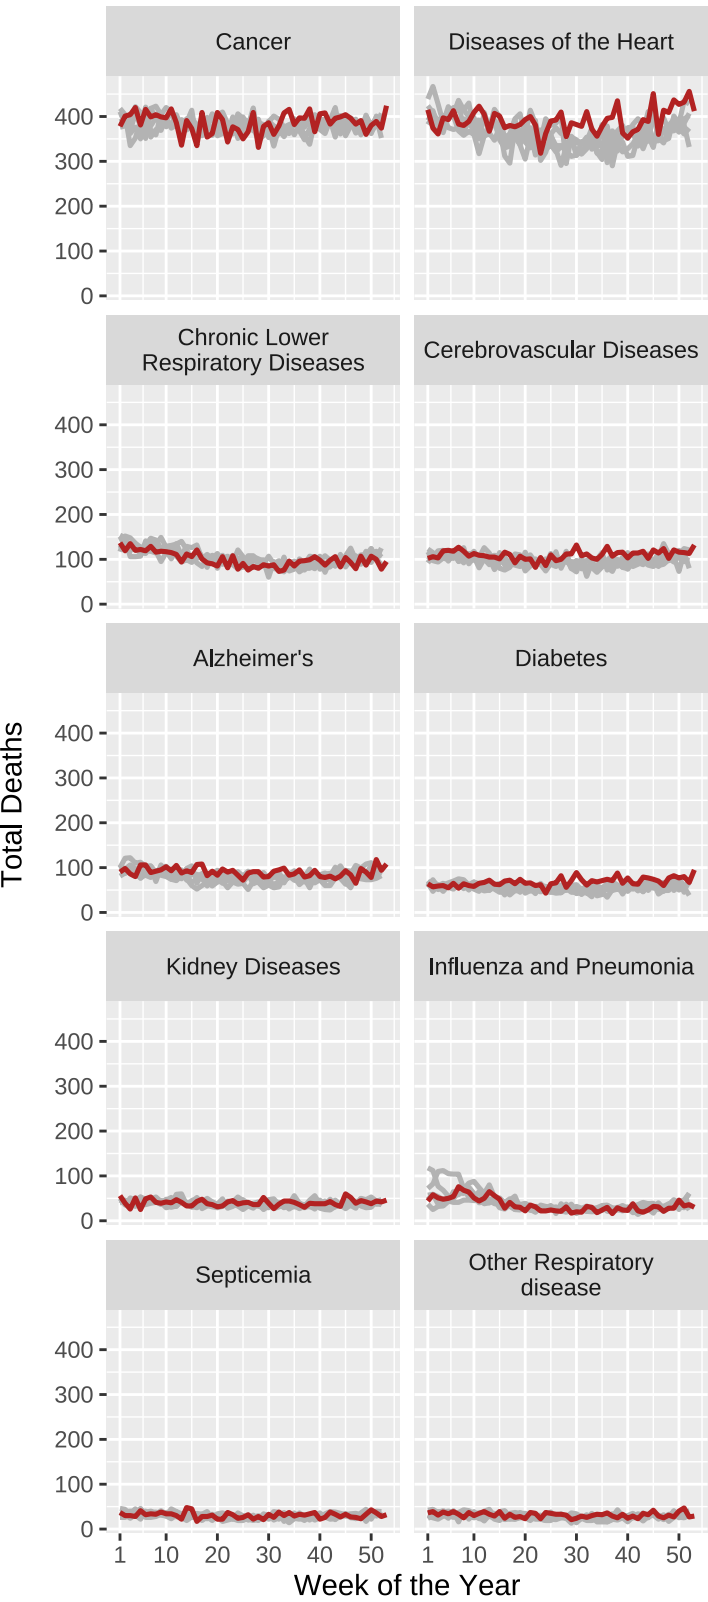 Cancer
Diseases of the Heart
400
300
200
100
0
Chronic Lower
Respiratory Diseases
Cerebrovascular Diseases
400
300
200
100
0
Alzheimer's
Diabetes
400
300
200
100
0
Total Deaths
Kidney Diseases
Influenza and Pneumonia
400
300
200
100
0
Septicemia
Other Respiratory
disease
400
300
200
100
0
1 10 20 30 40 50
1 10 20 30 40 50
Week of the Year